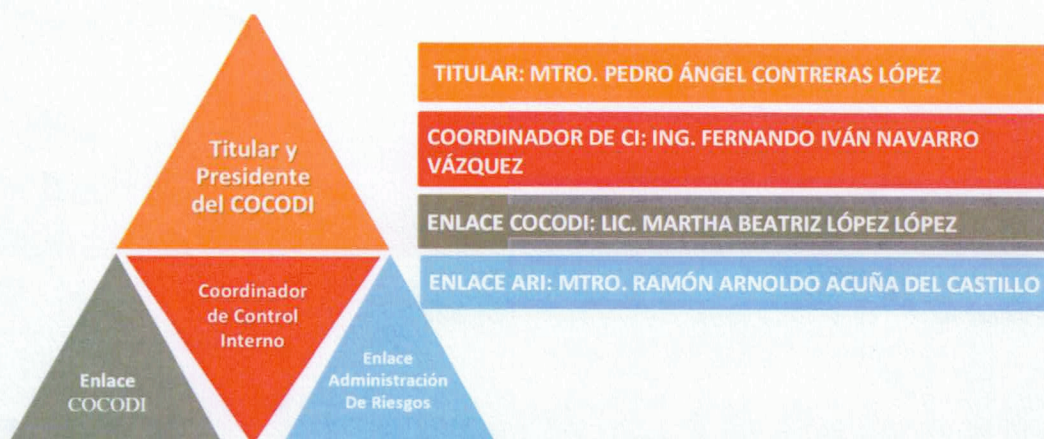 Titular y
Presidente
del COCODI
Coordinador
de Control
Interno
Enlace
COCODI
Enlace
Administración
De Riesgos
TITULAR: MTRO. PEDRO ÁNGEL CONTRERAS LÓPEZ
COORDINADOR DE CI: ING. FERNANDO IVÁN NAVARRO
VÁZQUEZ
ENLACE COCODI: LIC. MARTHA BEATRIZ LÓPEZ LÓPEZ
ENLACE ARI: MTRO. RAMÓN ARNOLDO ACUÑA DEL CASTILLO